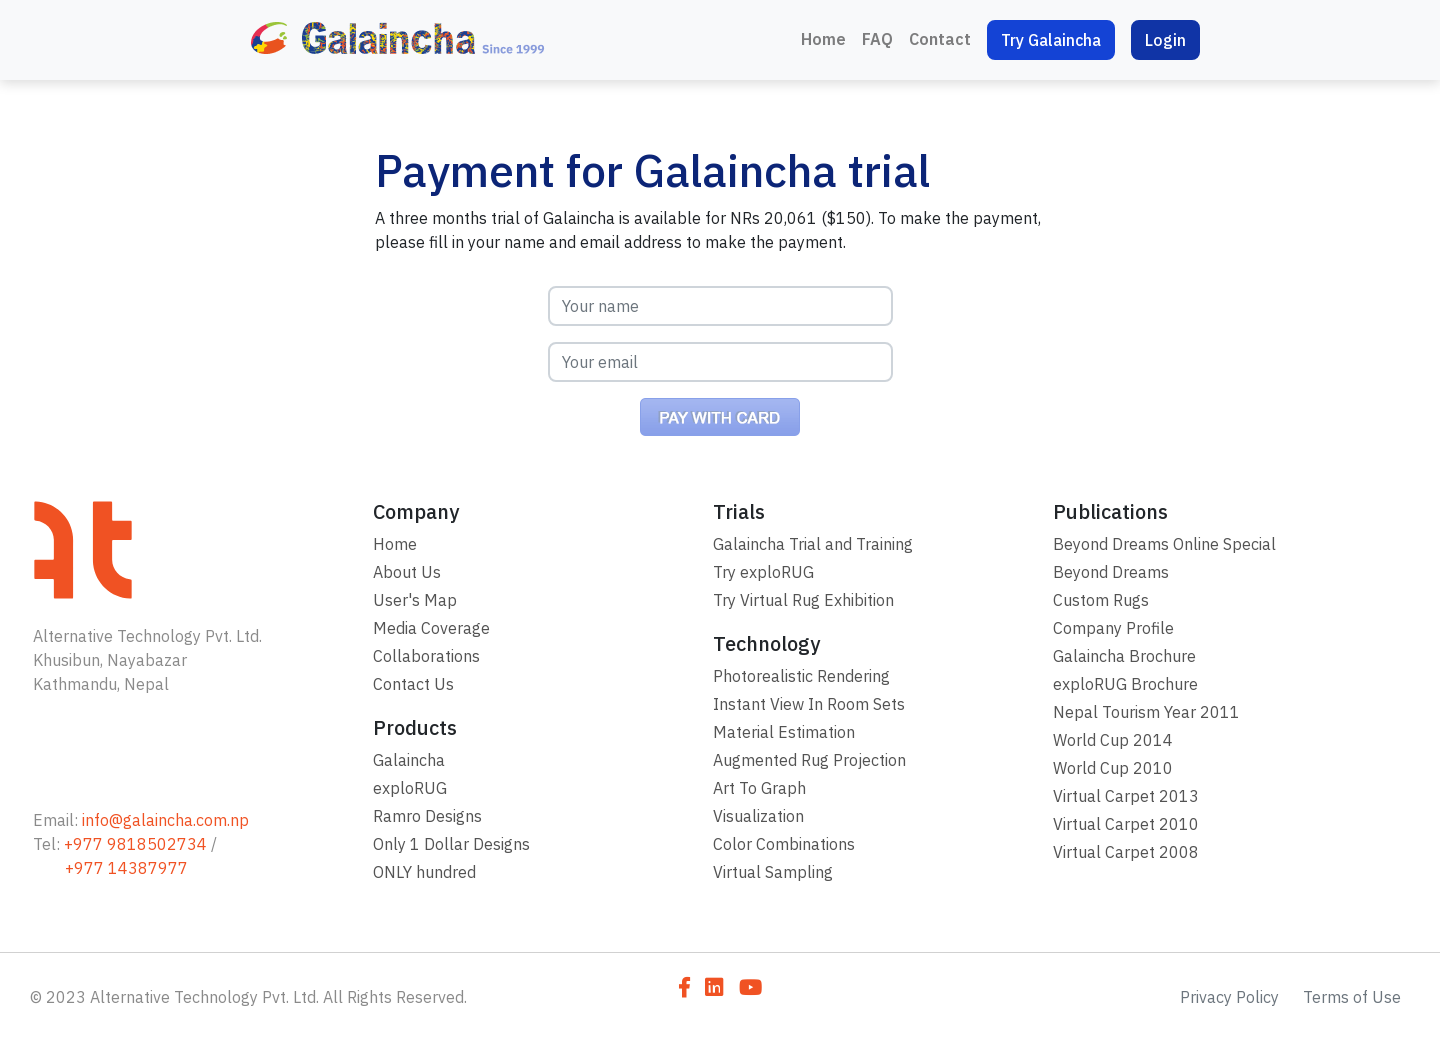 Galaincha Since 1999
Home FAQ Contact Try Galaincha Login
Payment for Galaincha trial
A three months trial of Galaincha is available for NRs 20,061 ($150). To make the payment,
please fill in your name and email address to make the payment.
Your name
Your email
PAY WITH CARD
at
Alternative Technology Pvt. Ltd.
Khusibun, Nayabazar
Kathmandu, Nepal
Email: info@galaincha.com.np
Tel: +977 9818502734 /
+977 14387977
Company
Home
About Us
User's Map
Media Coverage
Collaborations
Contact Us
Products
Galaincha
exploRUG
Ramro Designs
Only 1 Dollar Designs
ONLY hundred
Trials
Galaincha Trial and Training
Try exploRUG
Try Virtual Rug Exhibition
Technology
Photorealistic Rendering
Instant View In Room Sets
Material Estimation
Augmented Rug Projection
Art To Graph
Visualization
Color Combinations
Virtual Sampling
Publications
Beyond Dreams Online Special
Beyond Dreams
Custom Rugs
Company Profile
Galaincha Brochure
exploRUG Brochure
Nepal Tourism Year 2011
World Cup 2014
World Cup 2010
Virtual Carpet 2013
Virtual Carpet 2010
Virtual Carpet 2008
© 2023 Alternative Technology Pvt. Ltd. All Rights Reserved.
Privacy Policy Terms of Use